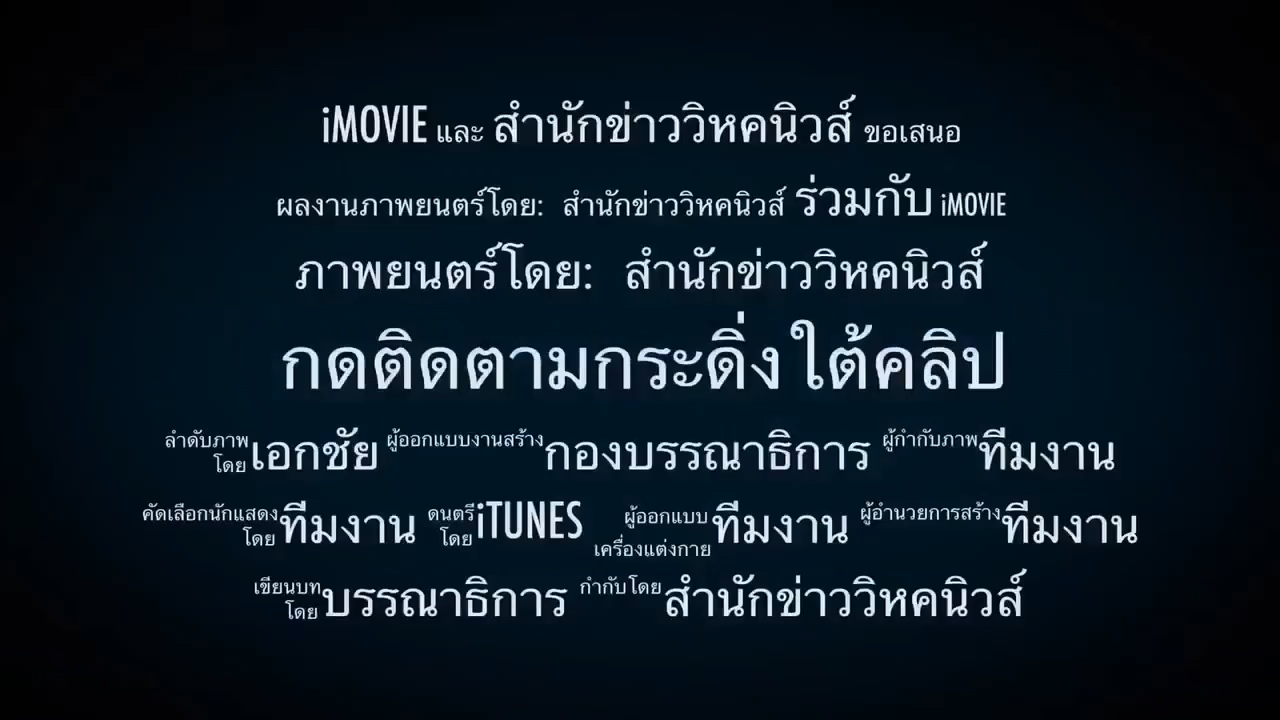 iMOVIE และ สำนักข่าววิหคนิวส์ ขอเสนอ
ผลงานภาพยนตร์โดย: สำนักข่าววิหคนิวส์ ร่วมกับ iMOVIE
ภาพยนตร์โดย: สำนักข่าววิหคนิวส์
กดติดตามกระดิ่ง ใต้คลิป
ลำดับภาพโดย เอกชัย ผู้ออกแบบงานสร้าง กองบรรณาธิการ ผู้กำกับภาพ ทีมงาน
คัดเลือกนักแสดงโดย ทีมงาน ดนตรีโดย iTUNES ผู้ออกแบบเครื่องแต่งกาย ทีมงาน ผู้อำนวยการสร้าง ทีมงาน
เขียนบทโดย บรรณาธิการ กำกับโดย สำนักข่าววิหคนิวส์